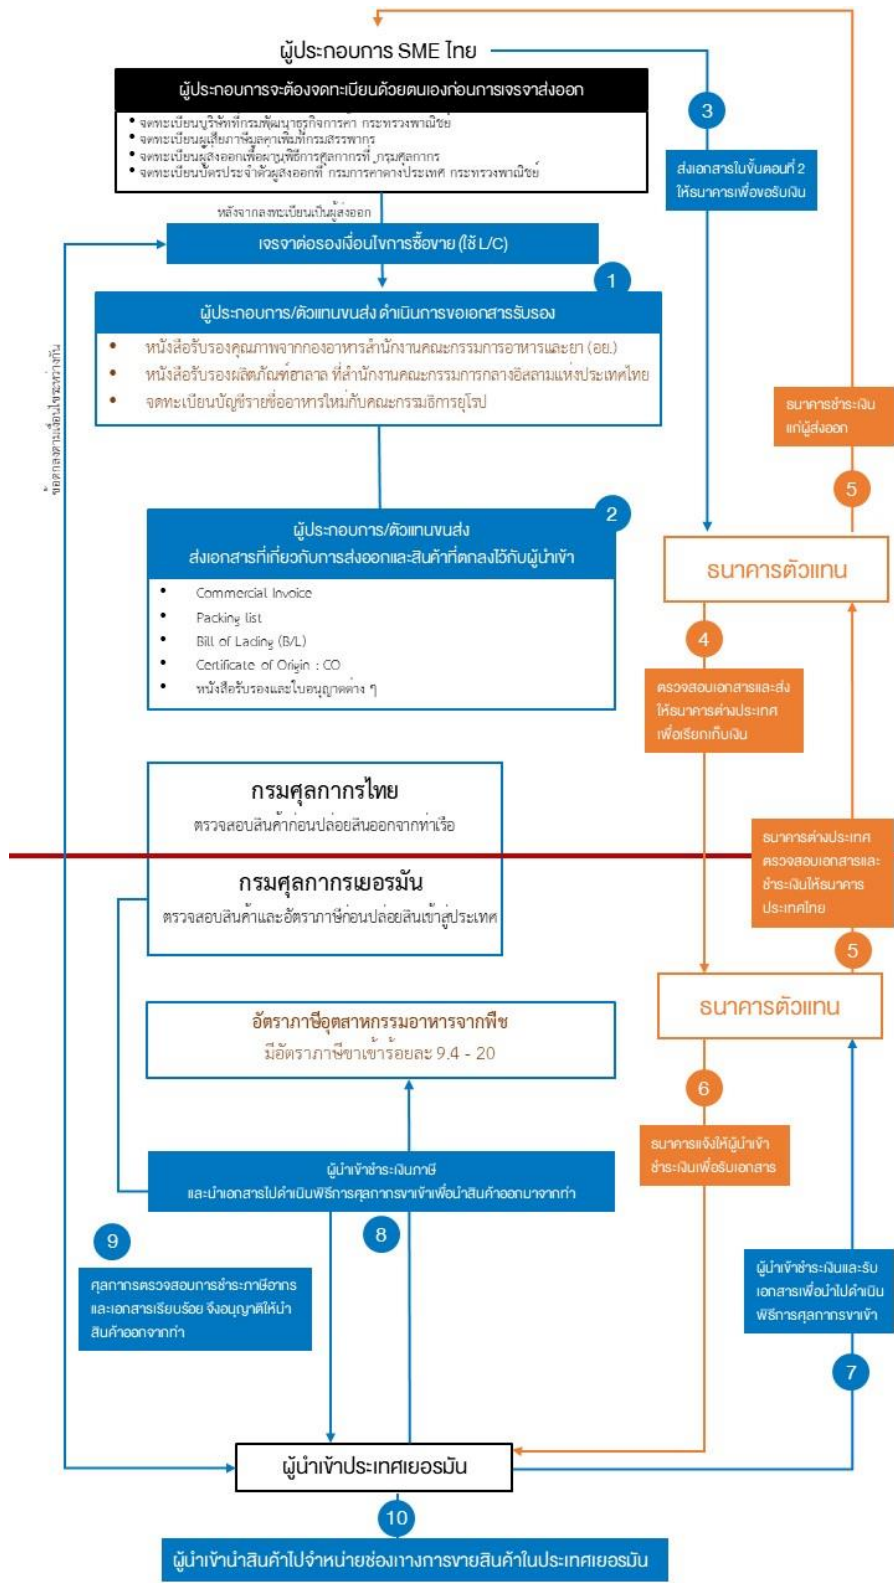 ผู้ประกอบการ SME ไทย
ผู้ประกอบการจะต้องจดทะเบียนด้วยตนเองก่อนการเจรจาส่งออก
• จดทะเบียนบริษัทที่กรมพัฒนาธุรกิจการค้า กระทรวงพาณิชย์
• จดทะเบียนผู้เสียภาษีมูลค่าเพิ่มที่กรมสรรพากร
• จดทะเบียนผู้ส่งออกเพื่อผ่านพิธีการศุลกากรที่ กรมศุลกากร
• จดทะเบียนบัตรประจำตัวผู้ส่งออกที่ กรมการค้าต่างประเทศ กระทรวงพาณิชย์
หลังจากลงทะเบียนเป็นผู้ส่งออก
เจรจาต่อรองเงื่อนไขการซื้อขาย (ใช้ L/C)
1
ผู้ประกอบการ/ตัวแทนขนส่ง ดำเนินการขอเอกสารรับรอง
• หนังสือรับรองคุณภาพจากกองอาหารสำนักงานคณะกรรมการอาหารและยา (อย.)
• หนังสือรับรองผลิตภัณฑ์ฮาลาล ที่สำนักงานคณะกรรมการกลางอิสลามแห่งประเทศไทย
• จดทะเบียนบัญชีรายชื่ออาหารใหม่กับคณะกรรมธิการยุโรป
ข้อตกลงตามเงื่อนไขระหว่างกัน
2
ผู้ประกอบการ/ตัวแทนขนส่ง
ส่งเอกสารที่เกี่ยวกับการส่งออกและสินค้าที่ตกลงไว้กับผู้นำเข้า
• Commercial Invoice
• Packing list
• Bill of Lading (B/L)
• Certificate of Origin : CO
• หนังสือรับรองและใบอนุญาตต่าง ๆ
3
ส่งเอกสารในขั้นตอนที่ 2
ให้ธนาคารเพื่อขอรับเงิน
ธนาคารชำระเงิน
แก่ผู้ส่งออก
5
ธนาคารตัวแทน
4
ตรวจสอบเอกสารและส่ง
ให้ธนาคารต่างประเทศ
เพื่อเรียกเก็บเงิน
กรมศุลกากรไทย
ตรวจสอบสินค้าก่อนปล่อยสินออกจากท่าเรือ
กรมศุลกากรเยอรมัน
ตรวจสอบสินค้าและอัตราภาษีก่อนปล่อยสินเข้าสู่ประเทศ
ธนาคารต่างประเทศ
ตรวจสอบเอกสารและ
ชำระเงินให้ธนาคาร
ประเทศไทย
5
ธนาคารตัวแทน
อัตราภาษีอุตสาหกรรมอาหารจากพืช
มีอัตราภาษีขาเข้าร้อยละ 9.4 - 20
6
ธนาคารแจ้งให้ผู้นำเข้า
ชำระเงินเพื่อรับเอกสาร
ผู้นำเข้าชำระเงินภาษี
และนำเอกสารไปดำเนินพิธีการศุลกากรขาเข้าเพื่อนำสินค้าออกมาจากท่า
8
9
ศุลกากรตรวจสอบการชำระภาษีอากร
และเอกสารเรียบร้อย จึงอนุญาติให้นำ
สินค้าออกจากท่า
ผู้นำเข้าชำระเงินและรับ
เอกสารเพื่อนำไปดำเนิน
พิธีการศุลกากรขาเข้า
7
ผู้นำเข้าประเทศเยอรมัน
10
ผู้นำเข้านำสินค้าไปจำหน่ายช่องทางการขายสินค้าในประเทศเยอรมัน